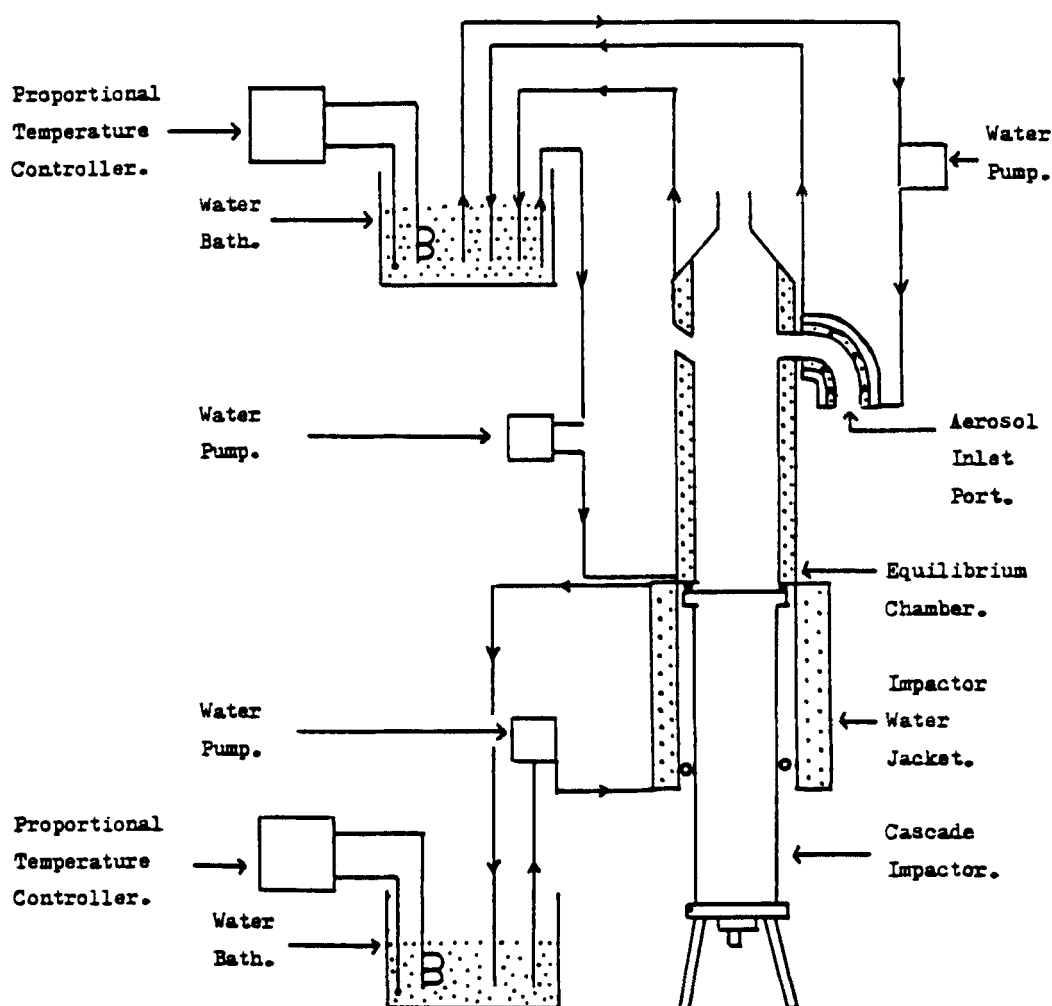 Proportional
Temperature
Controller.
Water
Bath.
Water
Pump.
Water
Pump.
Aerosol
Inlet
Port.
Equilibrium
Chamber.
Water
Pump.
Impactor
Water
Jacket.
Proportional
Temperature
Controller.
Cascade
Impactor.
Water
Bath.